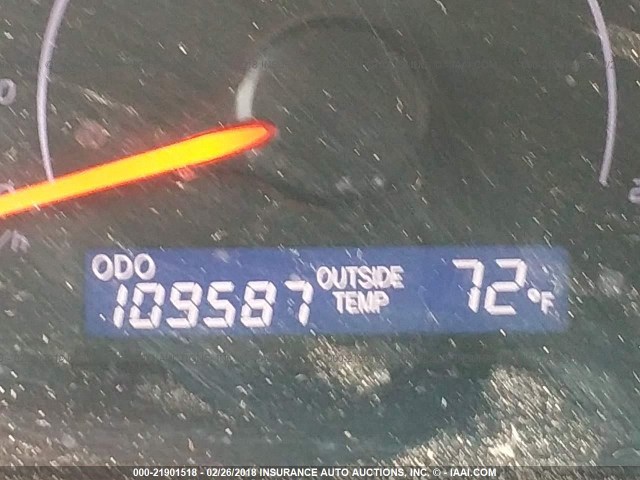 ODO
109587
OUTSIDE
TEMP
72°F
000-21901518 - 02/26/2018 INSURANCE AUTO AUCTIONS, INC. - IAAI.COM